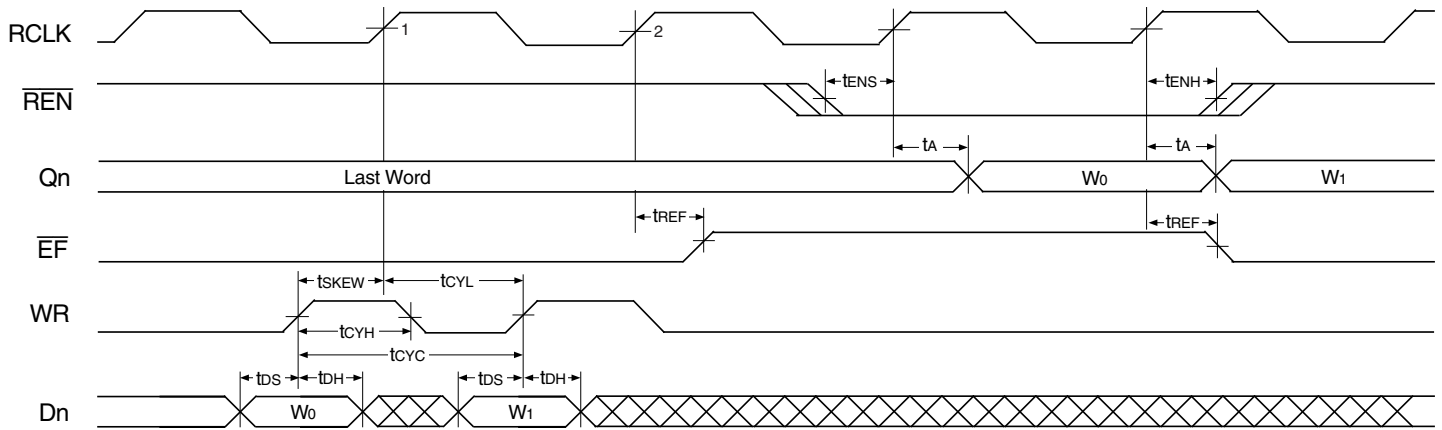 RCLK 1 2
tENS tENH
REN
tA tA
Qn Last Word W0 W1
tREF tREF
EF
tSKEW tCYL
WR
tCYH
tCYC
tDS tDH tDS tDH
Dn W0 W1